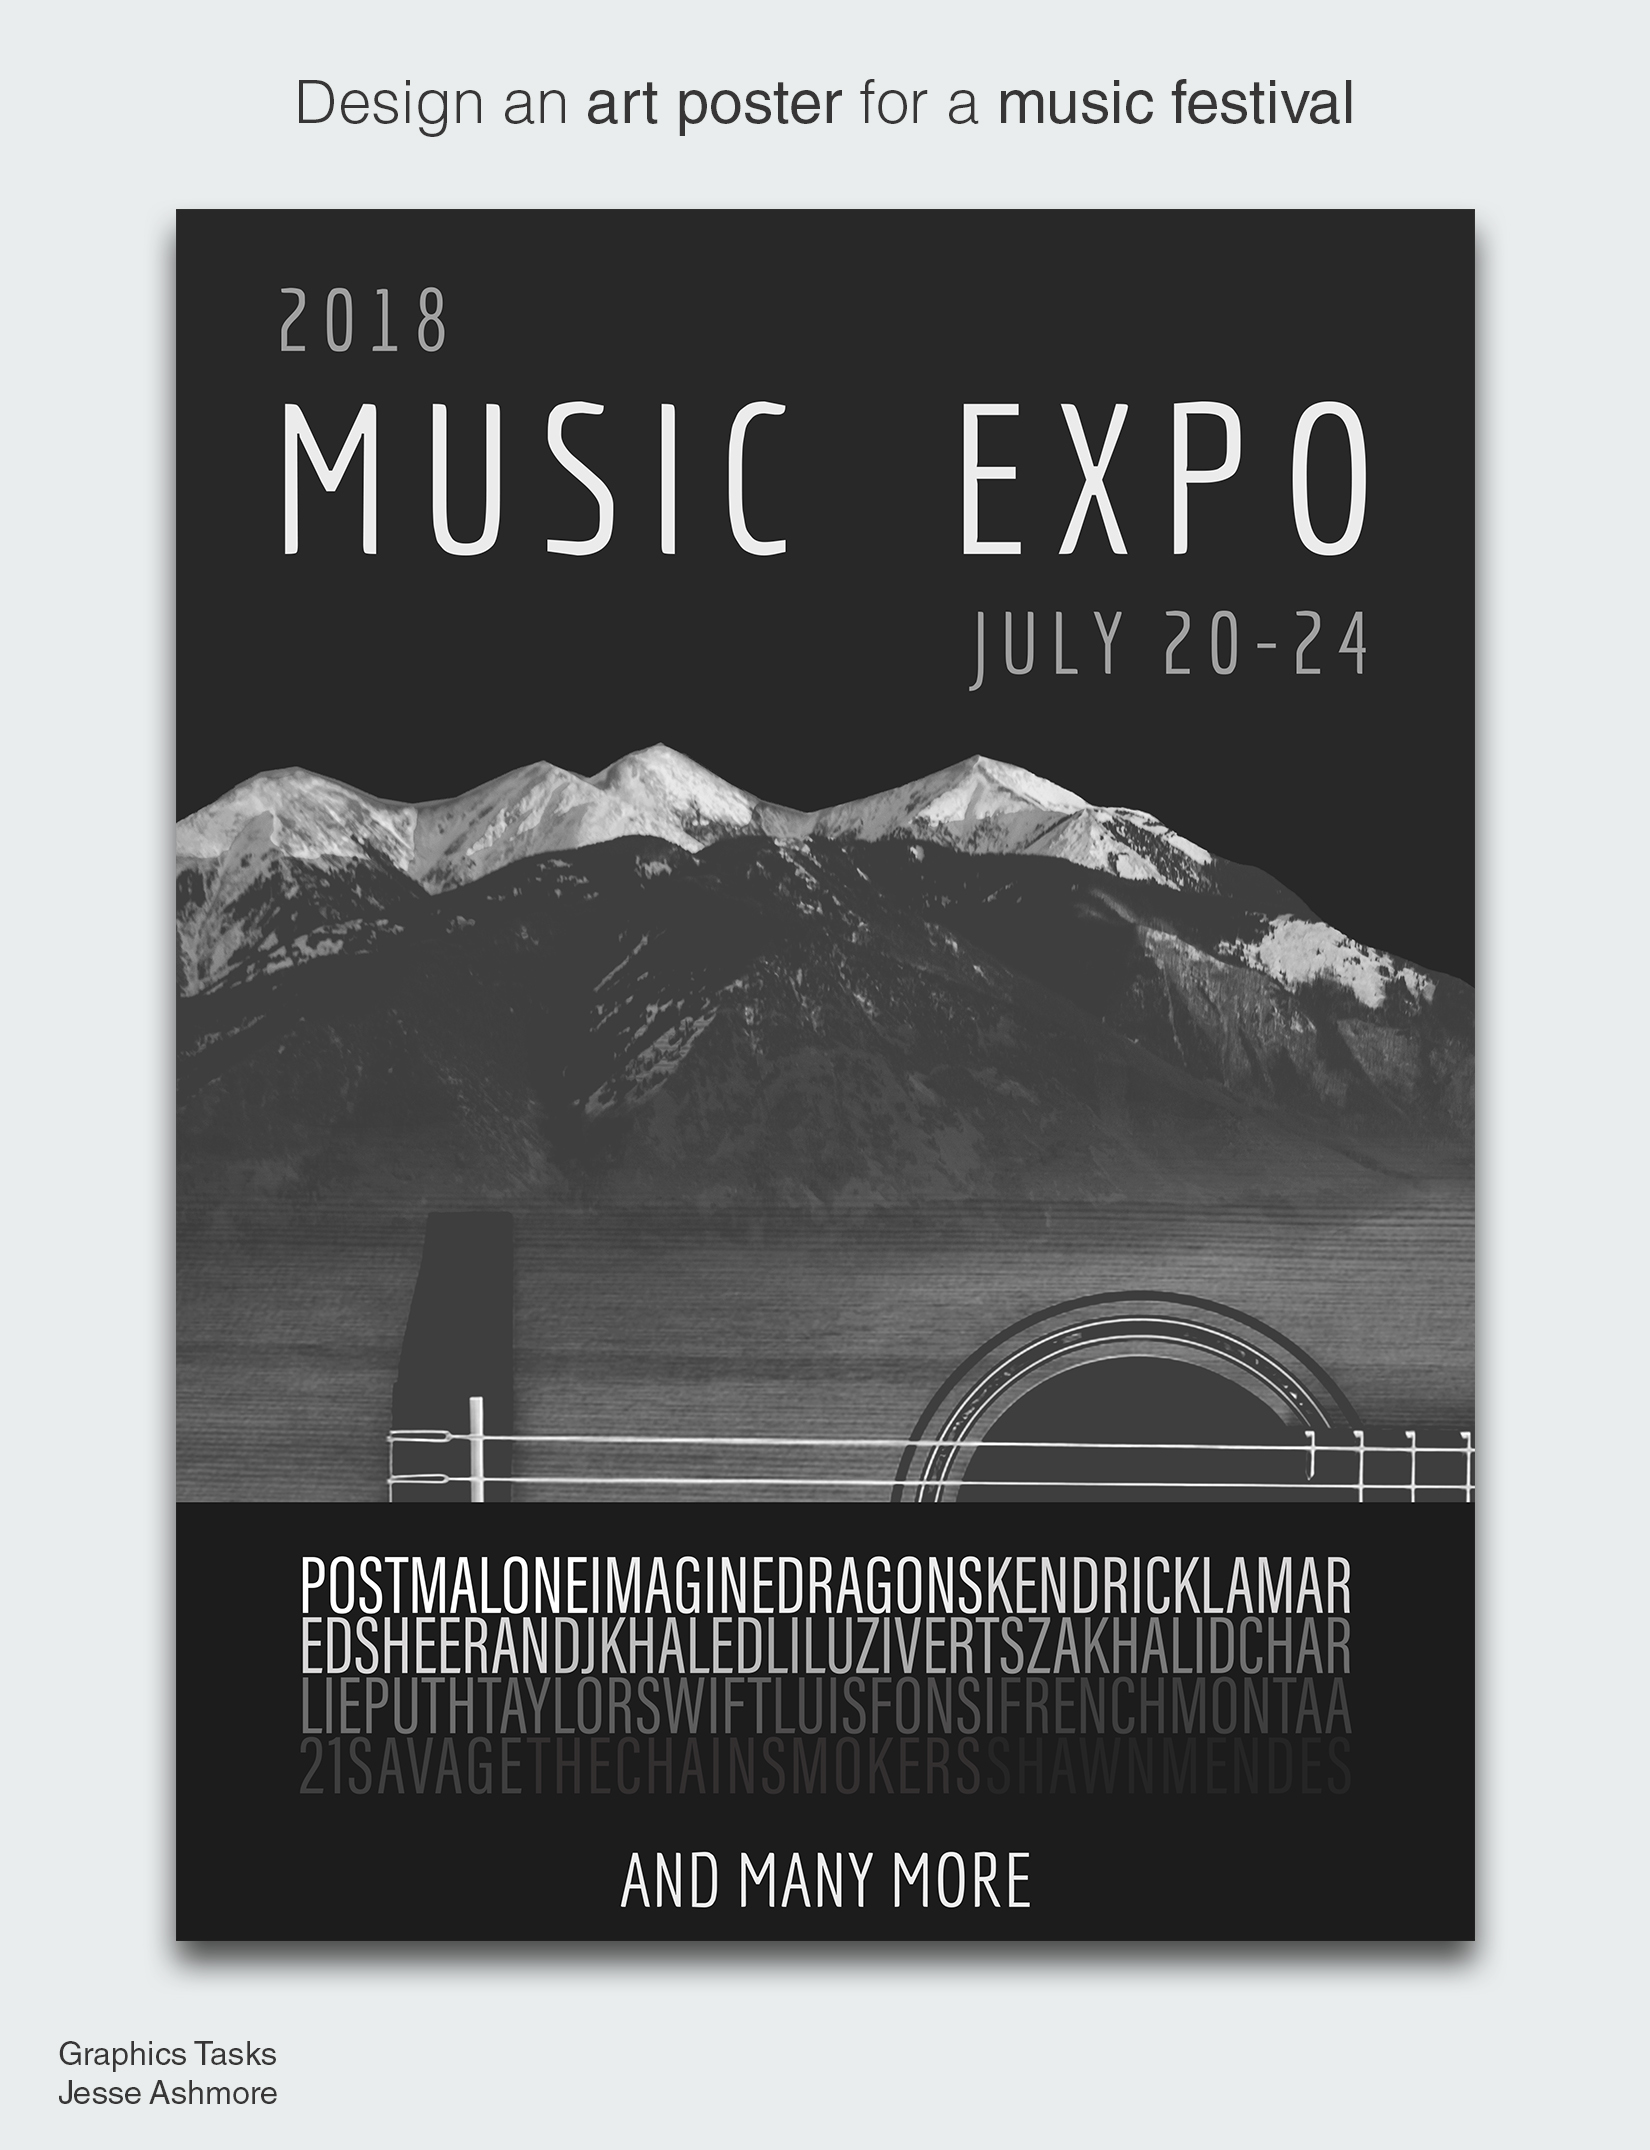 Design an art poster for a music festival
2018
MUSIC EXPO
JULY 20-24
POSTMALONEIMAGINEDRAGONSKENDRICKLAMAR
EDSHEERANDJKHALEDLILUZIVERTSZAKHALIDCHAR
LIEPUTHTAYLORSWIFTLUISFONSIFRENCHMONTAA
21SAVAGETHECHAINSMOKERSSHAWNMENDES
AND MANY MORE
Graphics Tasks
Jesse Ashmore